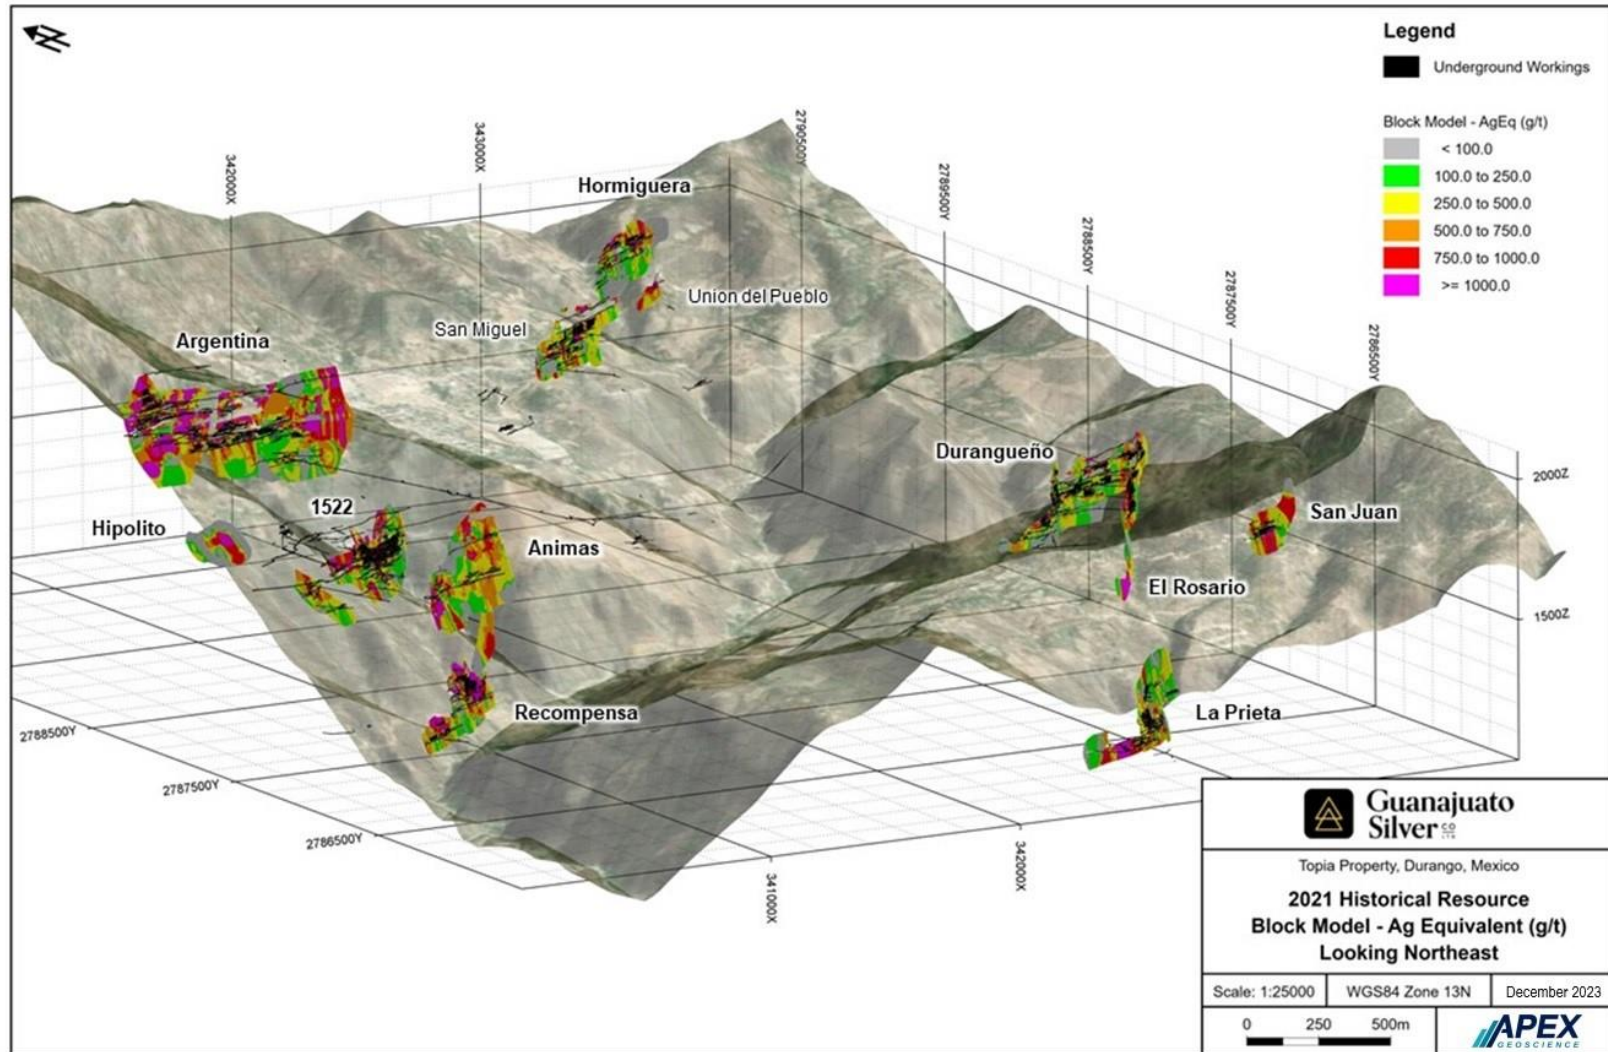 N
Legend
Underground Workings
Block Model - AgEq (g/t)
< 100.0
100.0 to 250.0
250.0 to 500.0
500.0 to 750.0
750.0 to 1000.0
>= 1000.0
342000X
343000X
2790500Y
2789500Y
2788500Y
2787500Y
2786500Y
2000Z
1500Z
Hormiguera
Union del Pueblo
San Miguel
Argentina
Durangueño
1522
Hipolito
Animas
San Juan
El Rosario
Recompensa
La Prieta
2788500Y
2787500Y
2786500Y
341000X
342000X
Guanajuato
Silver CO LTD
Topia Property, Durango, Mexico
2021 Historical Resource
Block Model - Ag Equivalent (g/t)
Looking Northeast
Scale: 1:25000
WGS84 Zone 13N
December 2023
0 250 500m
APEX
GEOSCIENCE